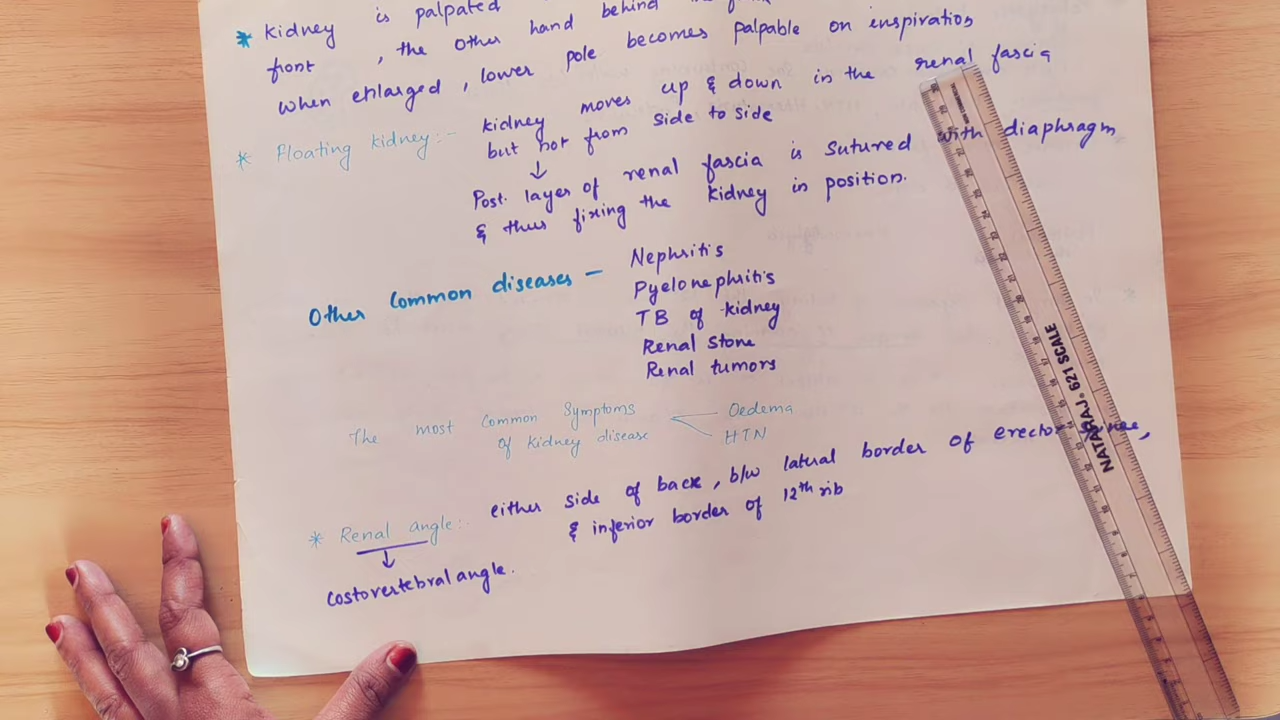 * kidney is palpated
front , the other hand behind
when enlarged , lower pole becomes palpable on inspiration
* Floating kidney:- kidney moves up & down in the renal fascia
but not from side to side
↓
Post. layer of renal fascia is sutured with diaphragm
& thus fixing the kidney in position.
Other Common diseases – Nephritis
Pyelonephritis
TB of kidney
Renal Stone
Renal tumors
The most Common Symptoms of kidney disease
Oedema
HTN
* Renal angle:- either side of back, b/w lateral border of erector
& inferior border of 12th rib
↓
costovertebral angle.
NATARAJ 621 SCALE